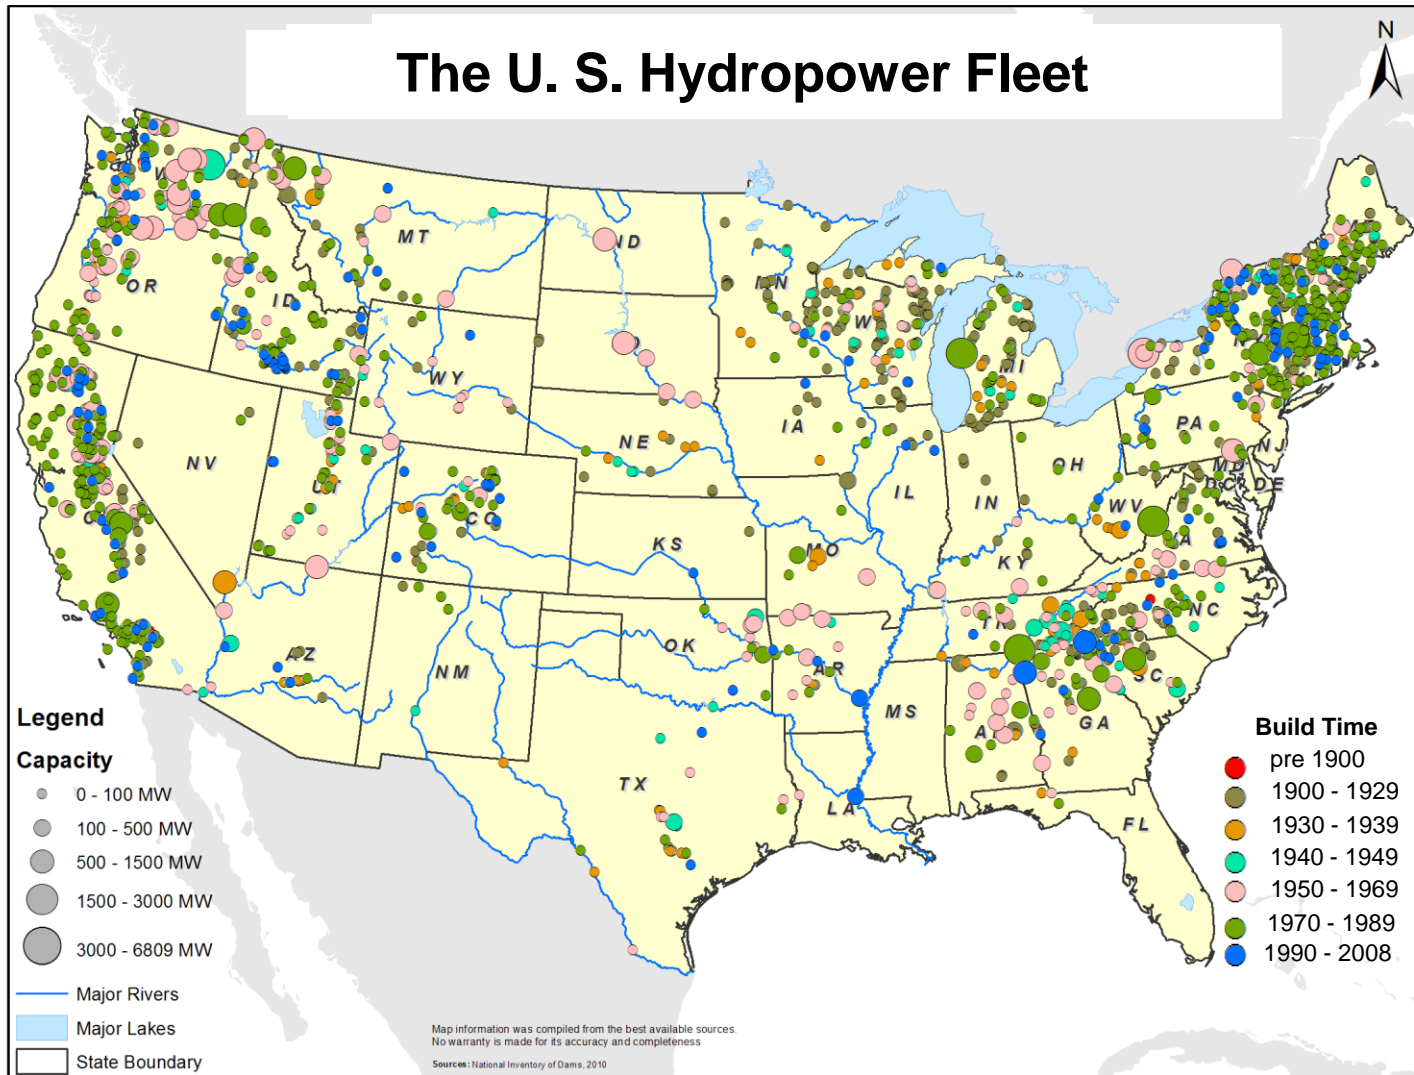 The U. S. Hydropower Fleet
N
W
MT
ND
OR
ID
WY
W
MI
IA
NE
PA
NJ
NV
UT
IL
IN
OH
MD
DC
DE
WV
CO
KS
MO
KY
VA
NC
TN
OK
AZ
NM
AR
SC
MS
GA
TX
LA
FL
Legend
Capacity
0 - 100 MW
100 - 500 MW
500 - 1500 MW
1500 - 3000 MW
3000 - 6809 MW
Major Rivers
Major Lakes
State Boundary
Build Time
pre 1900
1900 - 1929
1930 - 1939
1940 - 1949
1950 - 1969
1970 - 1989
1990 - 2008
Map information was compiled from the best available sources.
No warranty is made for its accuracy and completeness
Sources: National Inventory of Dams, 2010